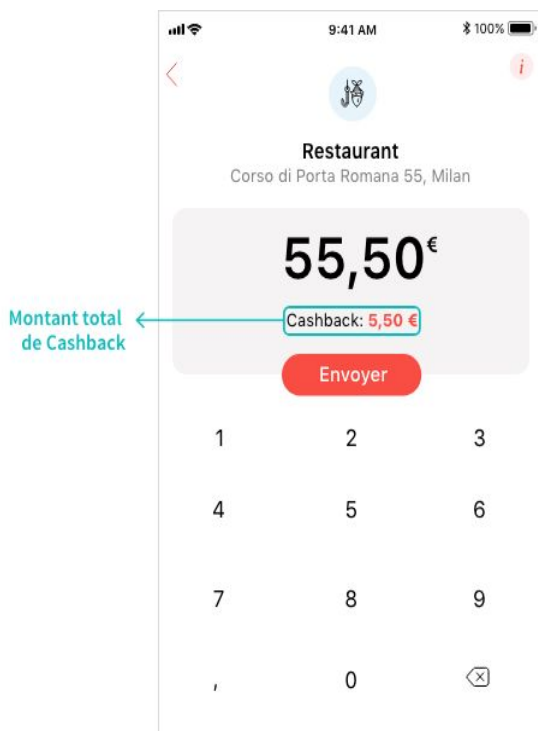 9:41 AM
100%
i
Restaurant
Corso di Porta Romana 55, Milan
55,50€
Montant total
de Cashback
Cashback: 5,50 €
Envoyer
1 2 3
4 5 6
7 8 9
, 0